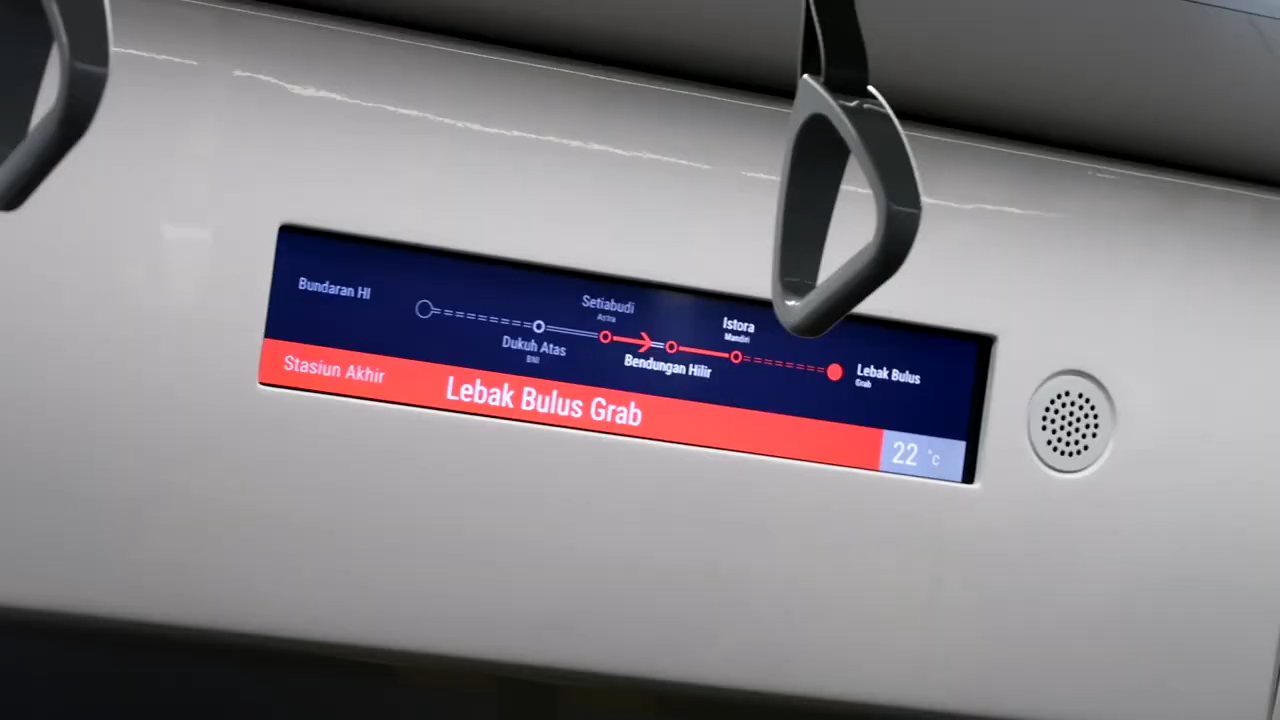 Bundaran HI
Dukuh Atas
BNI
Setiabudi
Astra
Bendungan Hilir
Istora
Mandiri
Lebak Bulus
Grab
Stasiun Akhir
Lebak Bulus Grab
22 °c